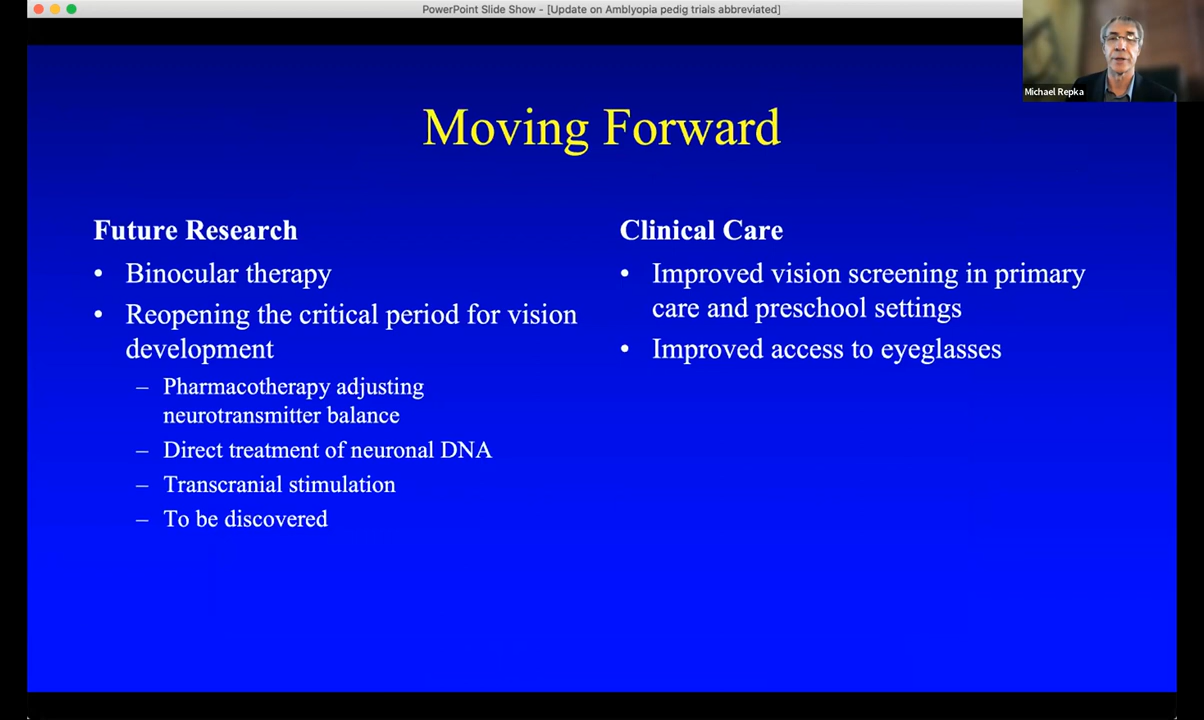 PowerPoint Slide Show - [Update on Amblyopia pedig trials abbreviated]
Michael Repka
Moving Forward
Future Research
• Binocular therapy
• Reopening the critical period for vision
development
– Pharmacotherapy adjusting
neurotransmitter balance
– Direct treatment of neuronal DNA
– Transcranial stimulation
– To be discovered
Clinical Care
• Improved vision screening in primary
care and preschool settings
• Improved access to eyeglasses